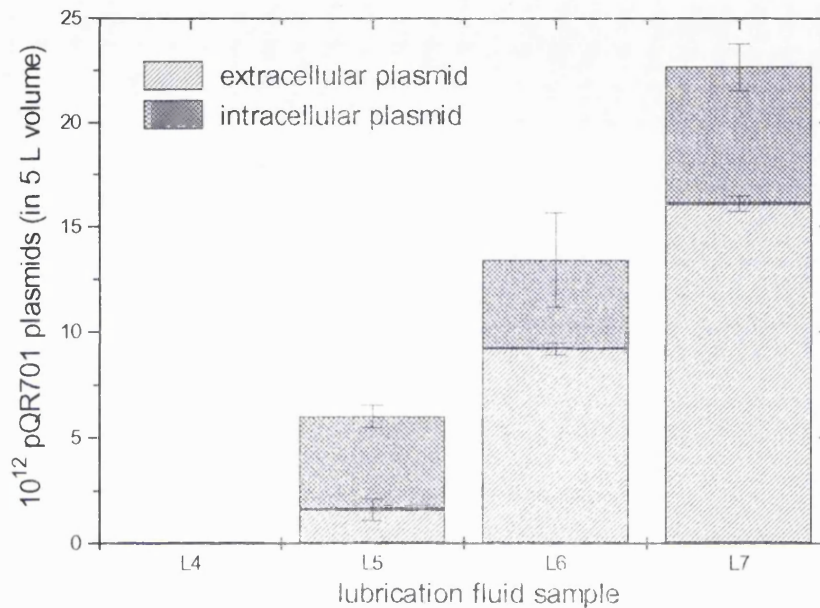 25
20
15
10
5
0
10¹² pQR701 plasmids (in 5 L volume)
extracellular plasmid
intracellular plasmid
L4 L5 L6 L7
lubrication fluid sample